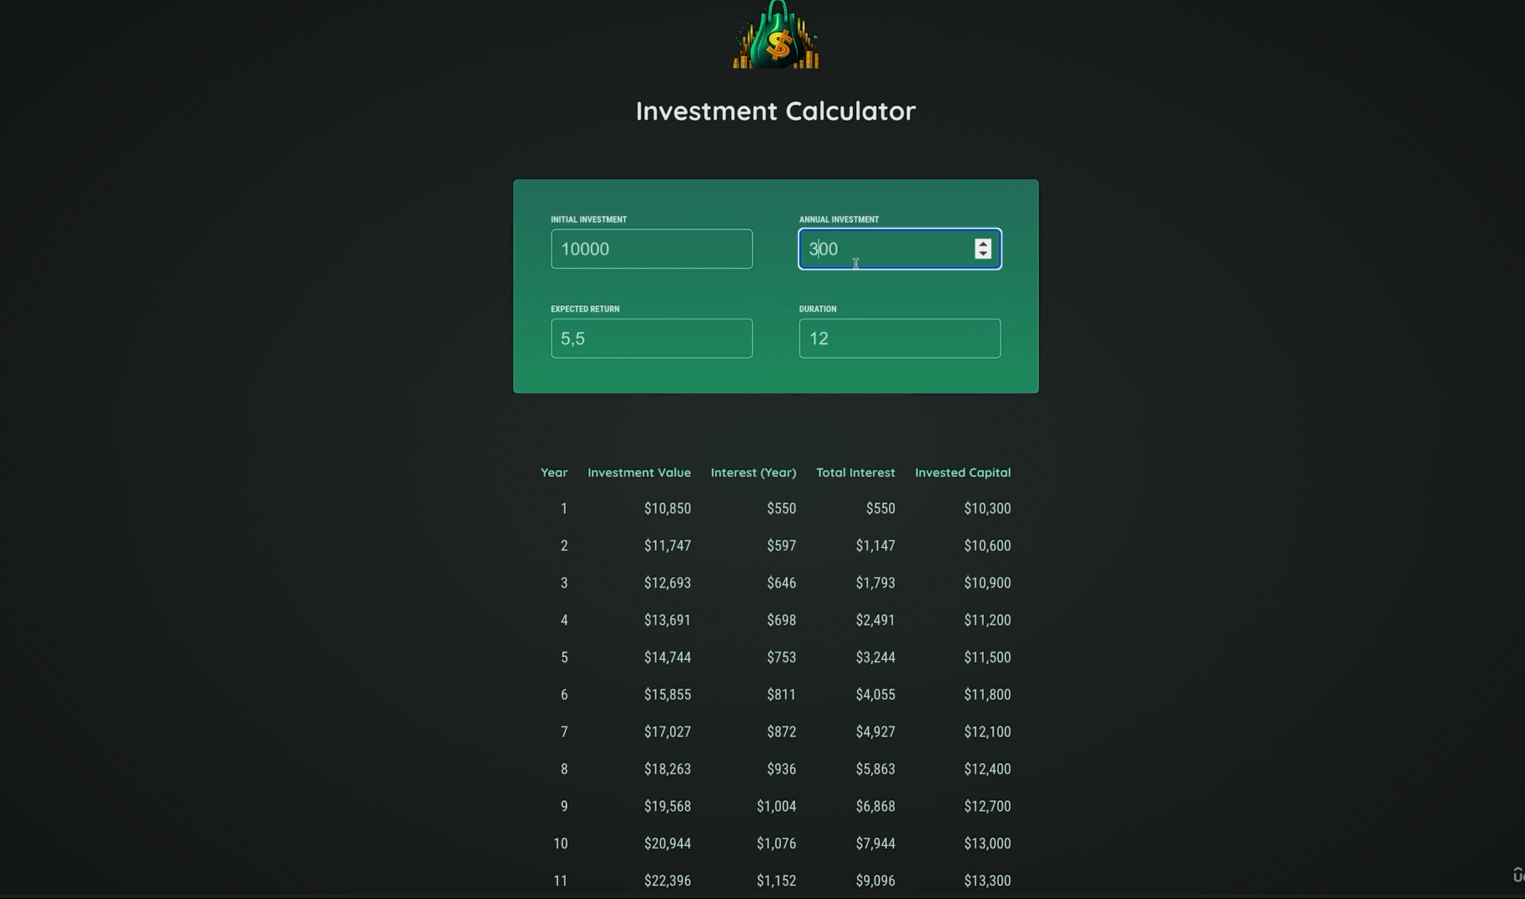 $
Investment Calculator
INITIAL INVESTMENT ANNUAL INVESTMENT
10000 300
EXPECTED RETURN DURATION
5,5 12
Year Investment Value Interest (Year) Total Interest Invested Capital
1 $10,850 $550 $550 $10,300
2 $11,747 $597 $1,147 $10,600
3 $12,693 $646 $1,793 $10,900
4 $13,691 $698 $2,491 $11,200
5 $14,744 $753 $3,244 $11,500
6 $15,855 $811 $4,055 $11,800
7 $17,027 $872 $4,927 $12,100
8 $18,263 $936 $5,863 $12,400
9 $19,568 $1,004 $6,868 $12,700
10 $20,944 $1,076 $7,944 $13,000
11 $22,396 $1,152 $9,096 $13,300